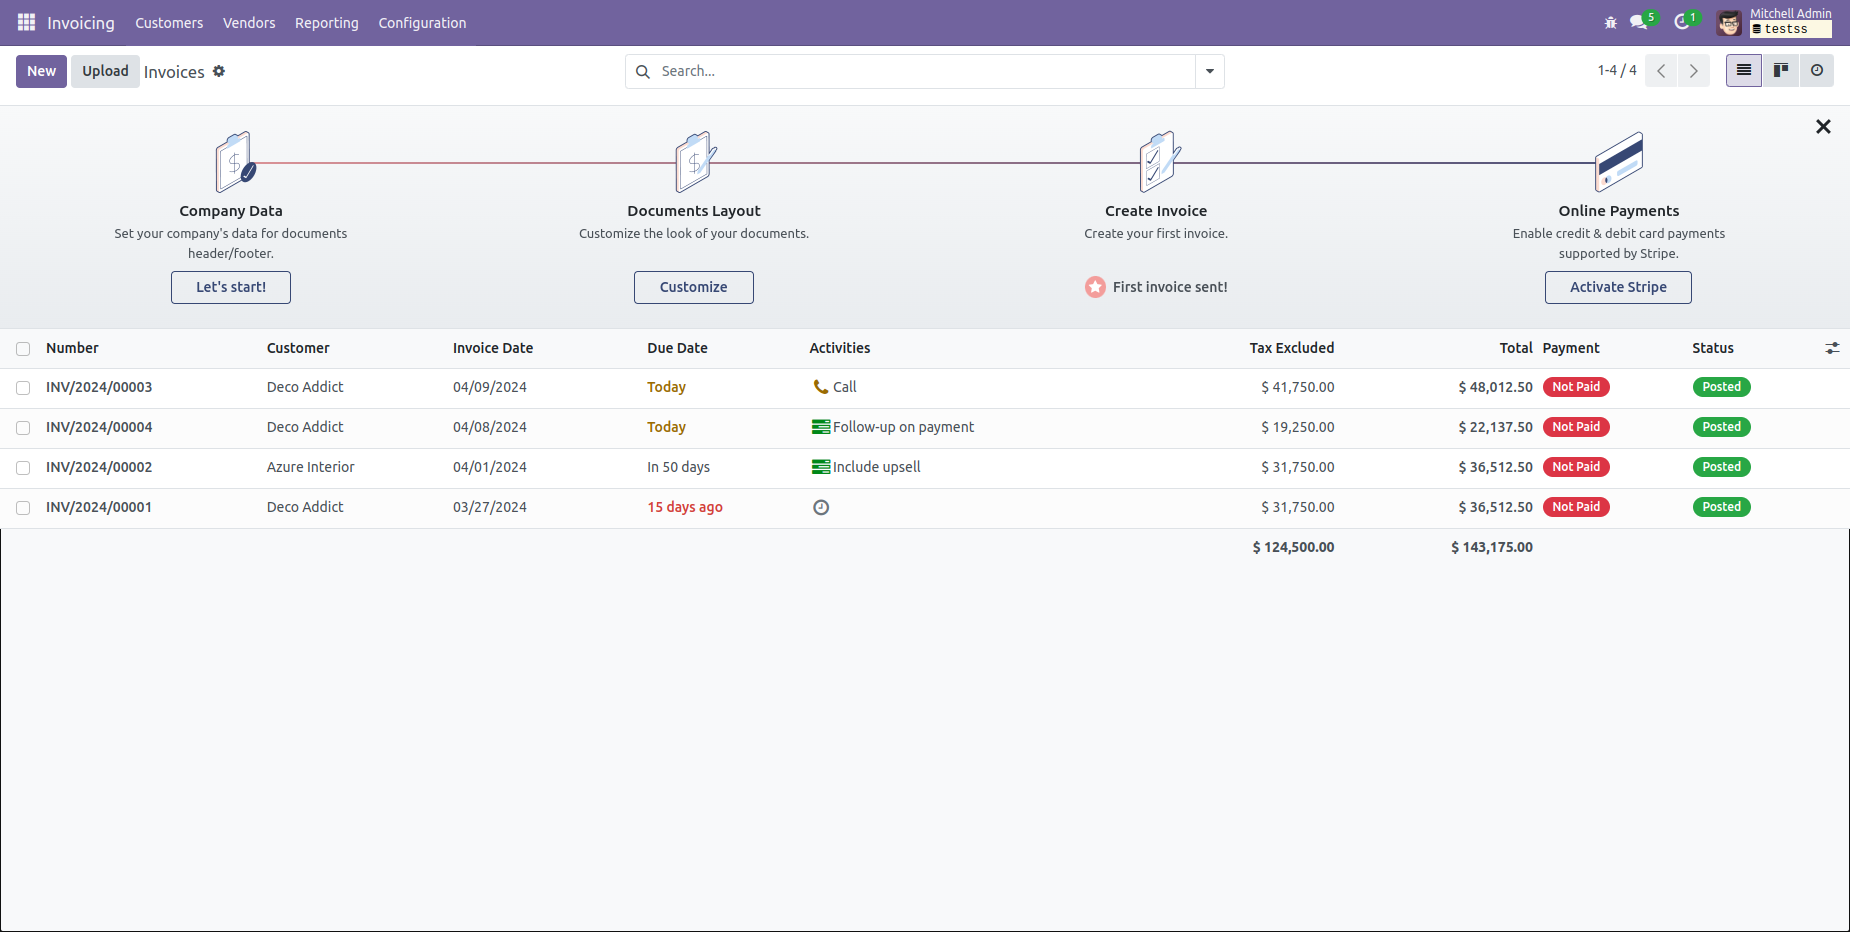 Invoicing Customers Vendors Reporting Configuration 5 1 Mitchell Admin
testss
New Upload Invoices Search... 1-4 / 4
Company Data Documents Layout Create Invoice Online Payments
Set your company's data for documents Customize the look of your documents. Create your first invoice. Enable credit & debit card payments
header/footer. supported by Stripe.
Let's start! Customize First invoice sent! Activate Stripe
Number Customer Invoice Date Due Date Activities Tax Excluded Total Payment Status
INV/2024/00003 Deco Addict 04/09/2024 Today Call $ 41,750.00 $ 48,012.50 Not Paid Posted
INV/2024/00004 Deco Addict 04/08/2024 Today Follow-up on payment $ 19,250.00 $ 22,137.50 Not Paid Posted
INV/2024/00002 Azure Interior 04/01/2024 In 50 days Include upsell $ 31,750.00 $ 36,512.50 Not Paid Posted
INV/2024/00001 Deco Addict 03/27/2024 15 days ago $ 31,750.00 $ 36,512.50 Not Paid Posted
$ 124,500.00 $ 143,175.00